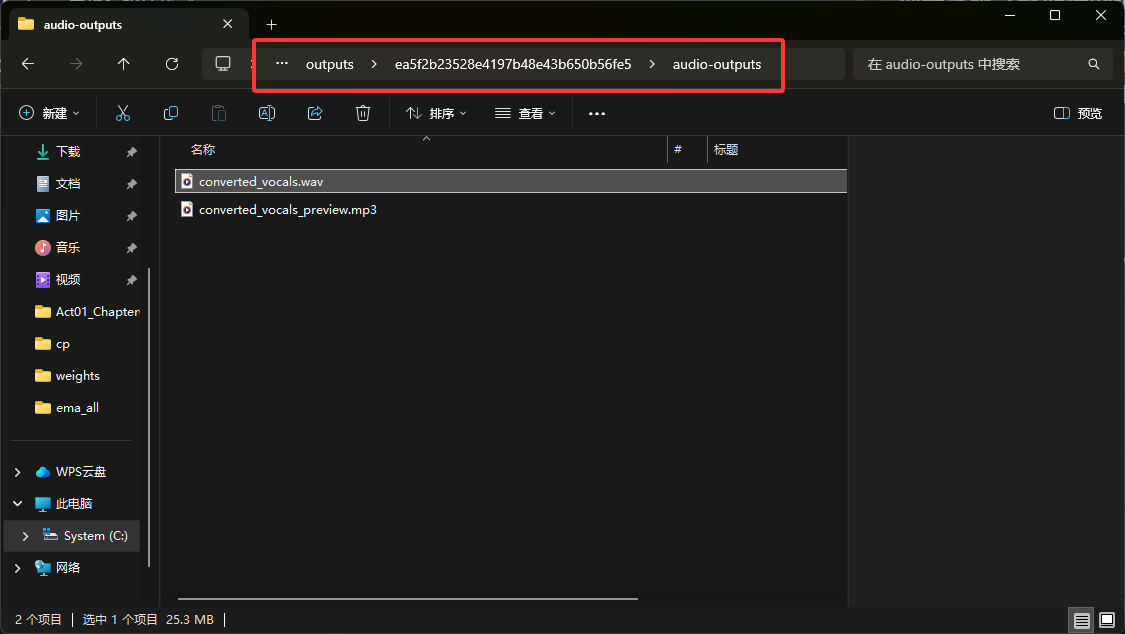 audio-outputs
outputs > ea5f2b23528e4197b48e43b650b56fe5 > audio-outputs
在 audio-outputs 中搜索
新建
排序
查看
预览
下载
文档
图片
音乐
视频
Act01_Chapter
cp
weights
ema_all
WPS云盘
此电脑
System (C:)
网络
名称 # 标题
converted_vocals.wav
converted_vocals_preview.mp3
2 个项目 | 选中 1 个项目 25.3 MB |